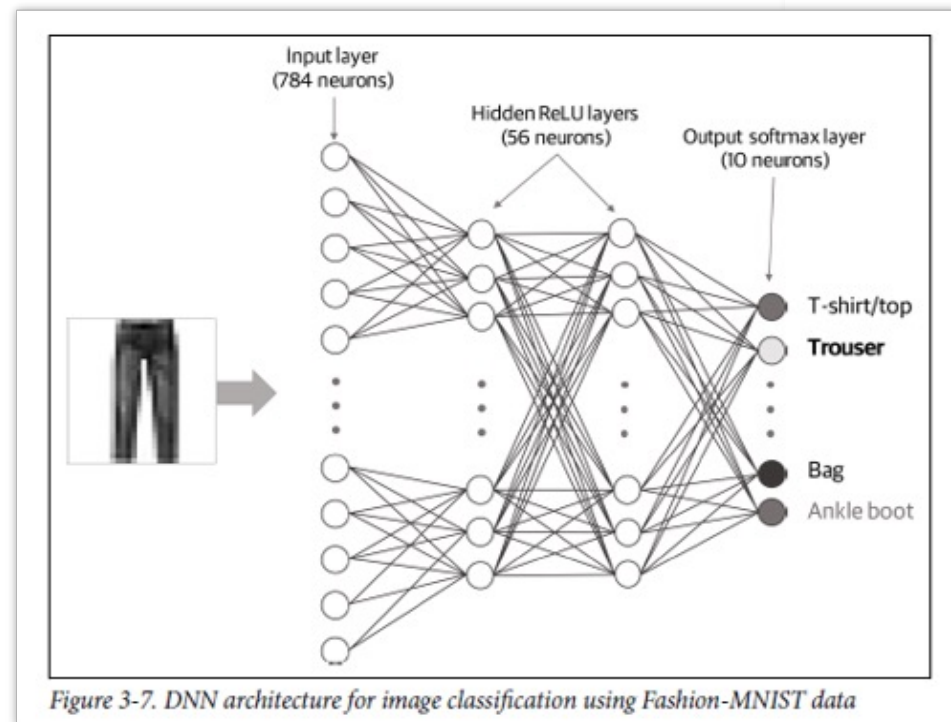 Input layer
(784 neurons)
Hidden ReLU layers
(56 neurons)
Output softmax layer
(10 neurons)
T-shirt/top
Trouser
Bag
Ankle boot
Figure 3-7. DNN architecture for image classification using Fashion-MNIST data